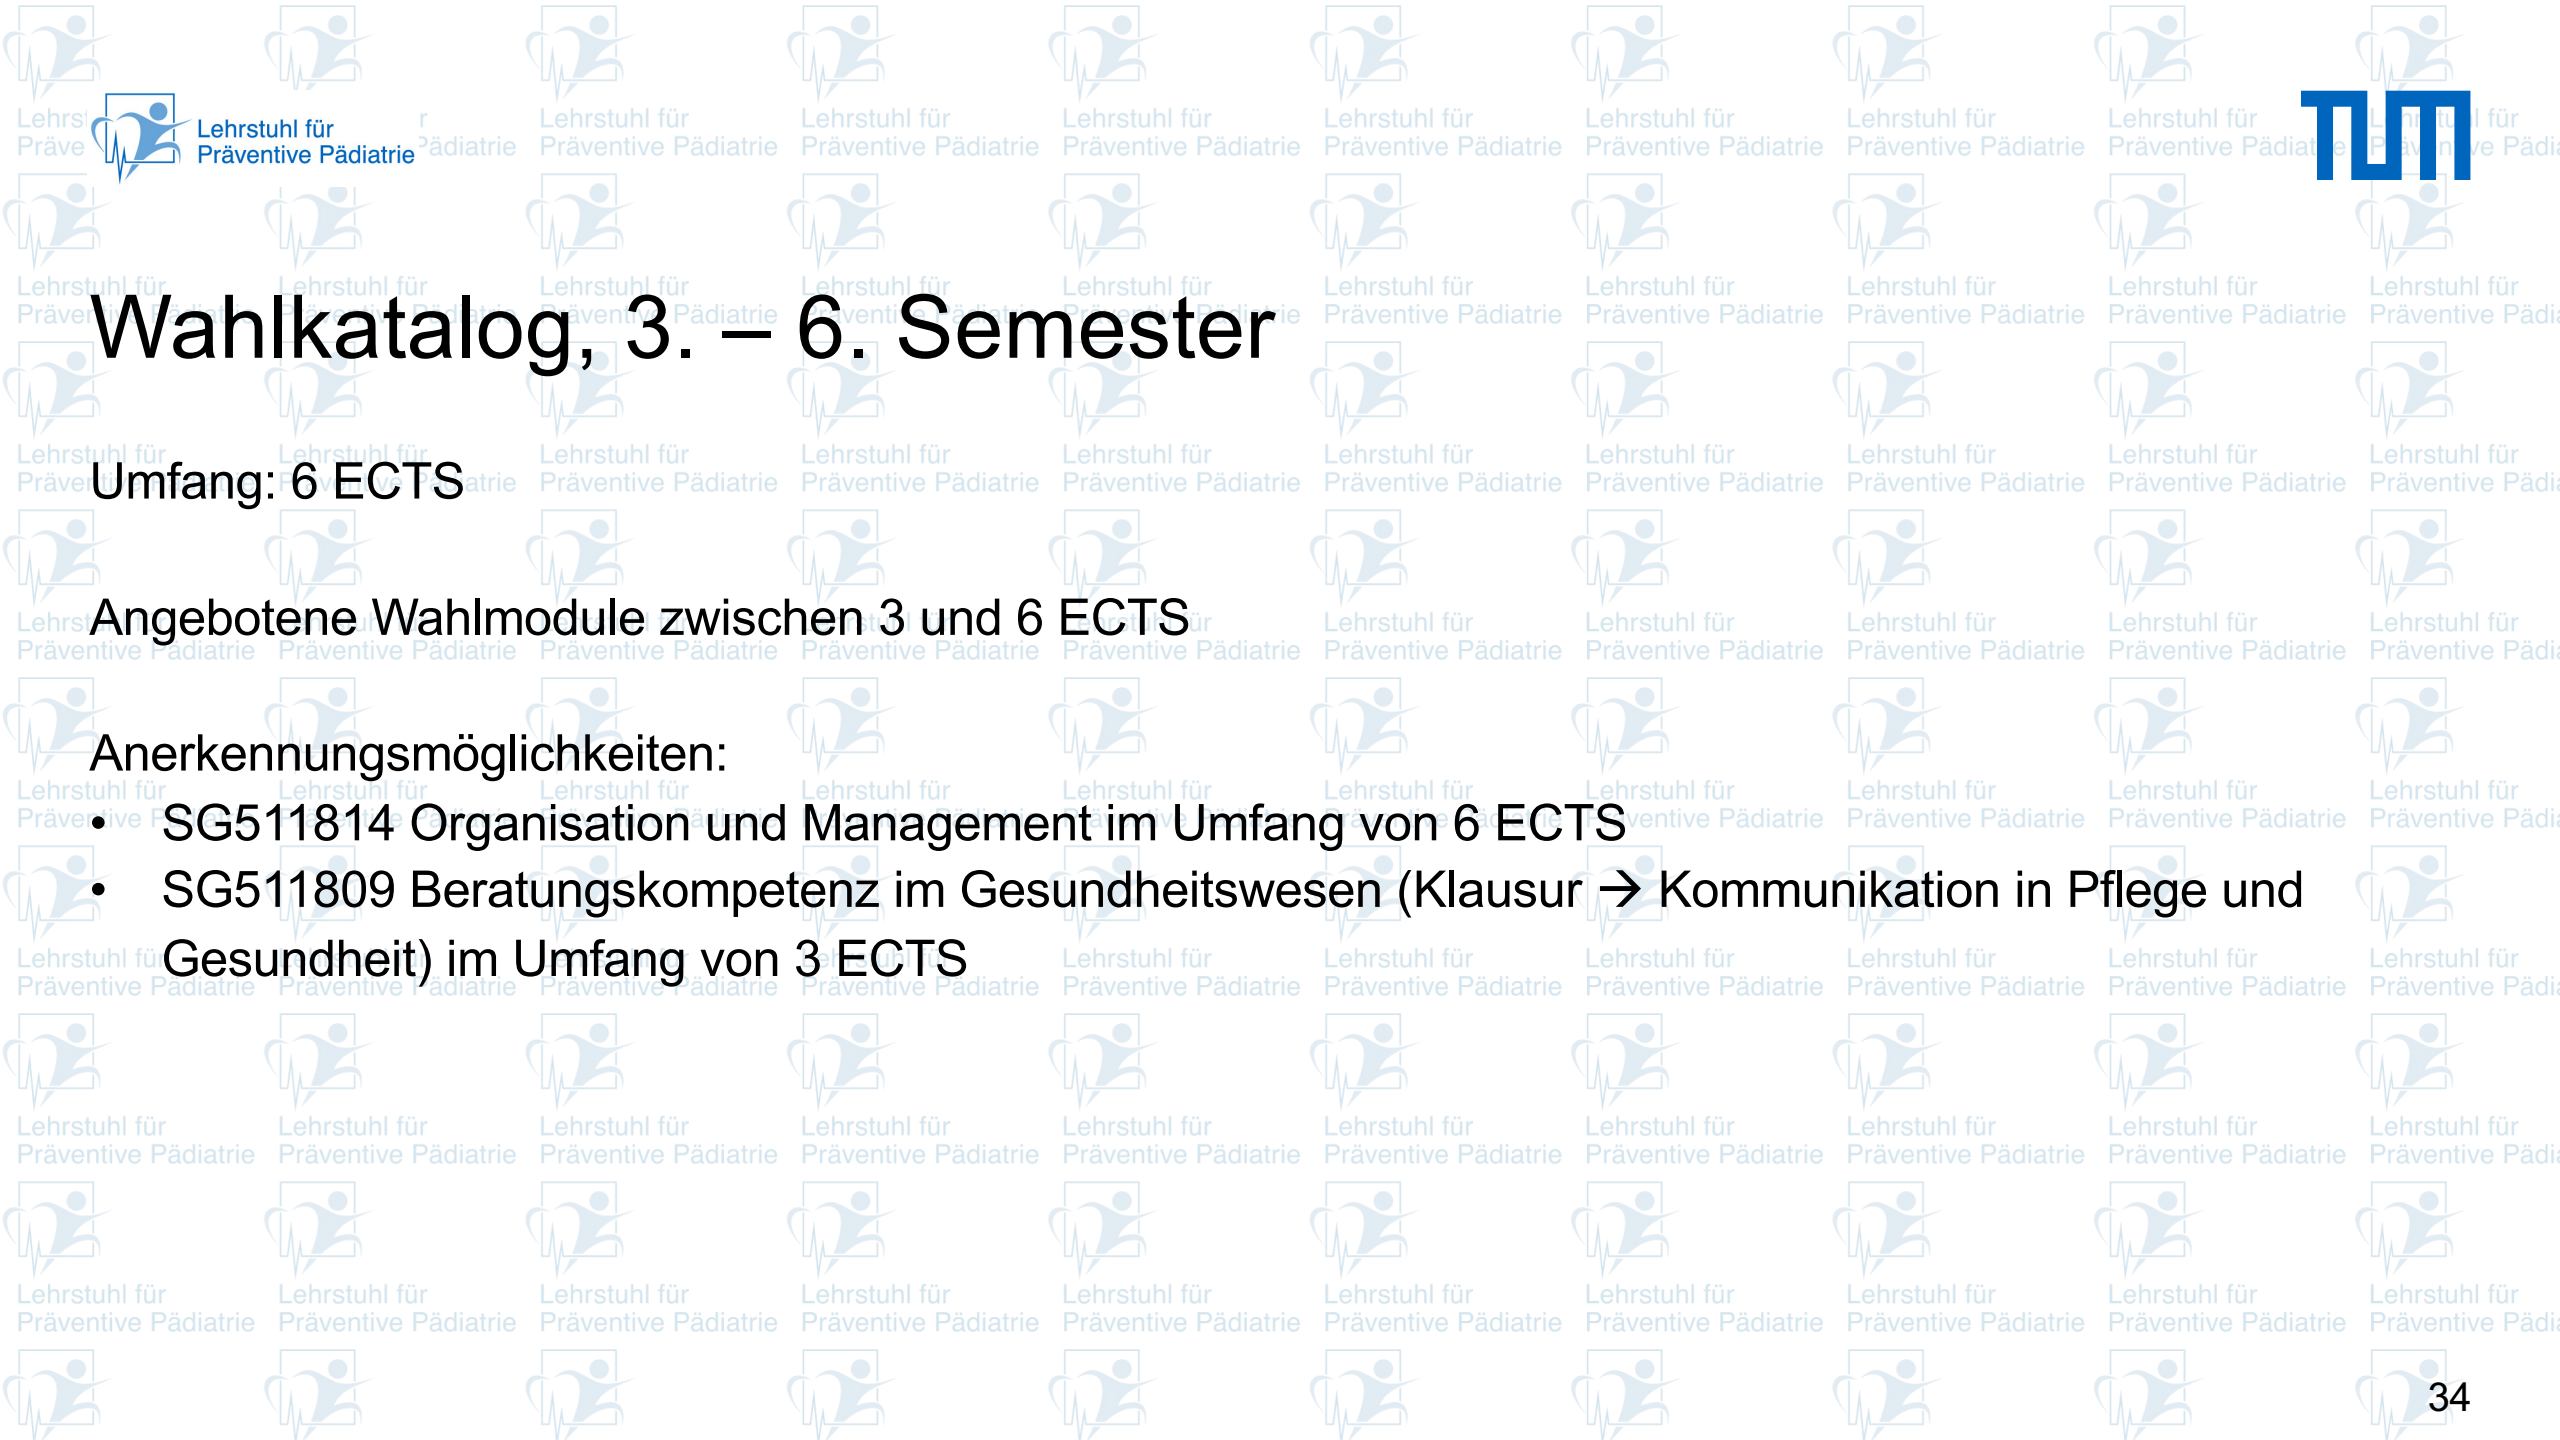 Lehrstuhl für
Präventive Pädiatrie
TUM
Wahlkatalog, 3. – 6. Semester
Umfang: 6 ECTS
Angebotene Wahlmodule zwischen 3 und 6 ECTS
Anerkennungsmöglichkeiten:
• SG511814 Organisation und Management im Umfang von 6 ECTS
• SG511809 Beratungskompetenz im Gesundheitswesen (Klausur → Kommunikation in Pflege und
Gesundheit) im Umfang von 3 ECTS
34